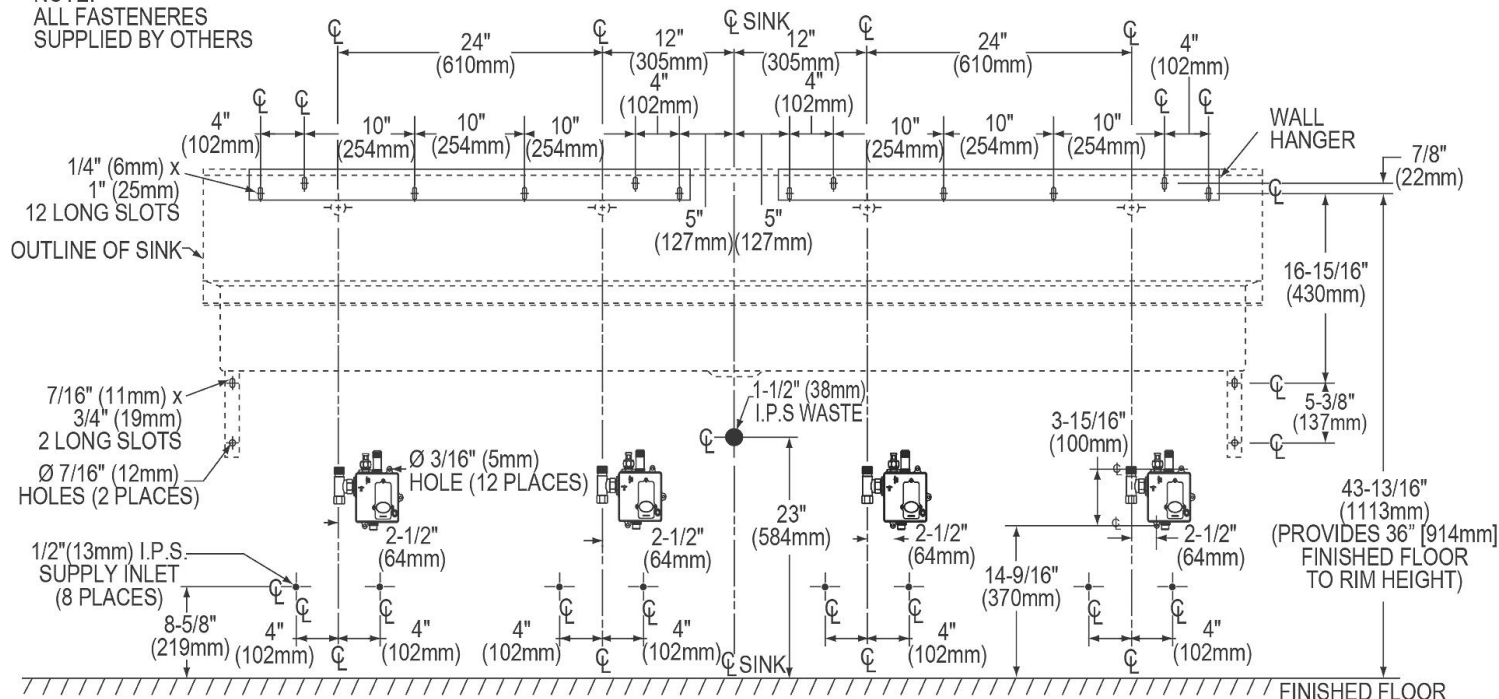 ALL FASTENERES
SUPPLIED BY OTHERS
℄
24"
(610mm)
℄
12"
(305mm)
℄ SINK
12"
(305mm)
℄
24"
(610mm)
℄
4"
(102mm)
4"
(102mm)
4"
(102mm)
4"
(102mm)
℄
℄
10"
(254mm)
10"
(254mm)
10"
(254mm)
10"
(254mm)
10"
(254mm)
10"
(254mm)
℄
℄
WALL
HANGER
7/8"
(22mm)
℄
1/4" (6mm) x
1" (25mm)
12 LONG SLOTS
5"
(127mm)
5"
(127mm)
OUTLINE OF SINK
16-15/16"
(430mm)
7/16" (11mm) x
3/4" (19mm)
2 LONG SLOTS
1-1/2" (38mm)
I.P.S WASTE
℄
℄
5-3/8"
(137mm)
℄
3-15/16"
(100mm)
Ø 7/16" (12mm)
HOLES (2 PLACES)
Ø 3/16" (5mm)
HOLE (12 PLACES)
℄
℄
23"
(584mm)
43-13/16"
(1113mm)
(PROVIDES 36" [914mm]
FINISHED FLOOR
TO RIM HEIGHT)
2-1/2"
(64mm)
2-1/2"
(64mm)
2-1/2"
(64mm)
2-1/2"
(64mm)
1/2"(13mm) I.P.S.
SUPPLY INLET
(8 PLACES)
14-9/16"
(370mm)
℄
℄
℄
℄
℄
℄
℄
℄
℄
8-5/8"
(219mm)
4"
(102mm)
4"
(102mm)
4"
(102mm)
4"
(102mm)
4"
(102mm)
4"
(102mm)
℄
℄
℄ SINK
℄
℄
FINISHED FLOOR